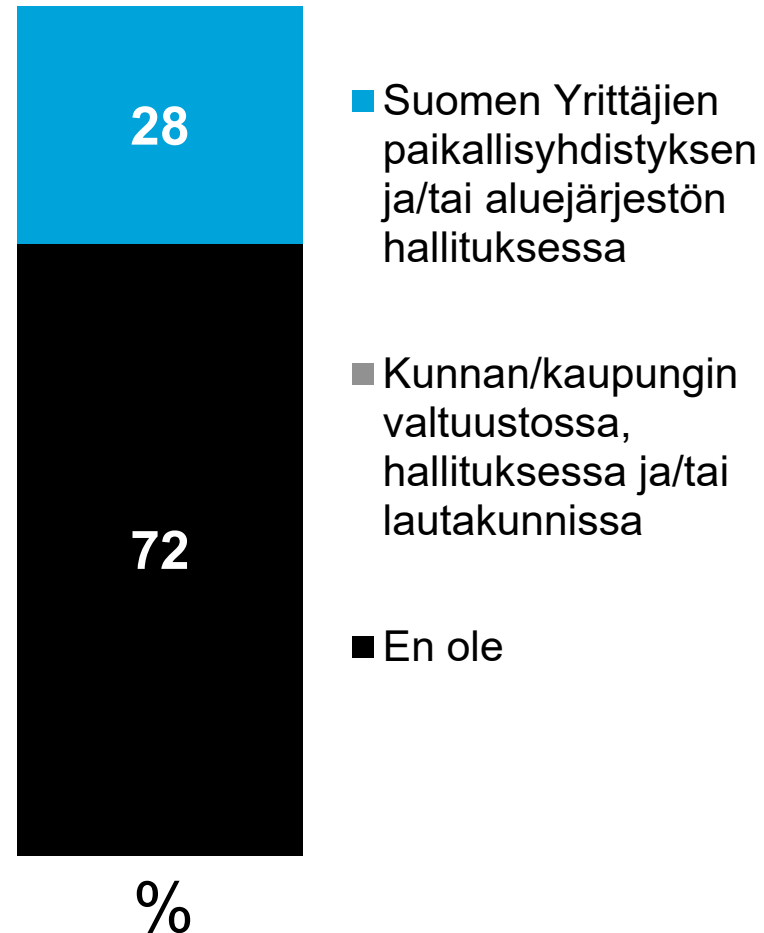 28
72
%
Suomen Yrittäjien
paikallisyhdistyksen
ja/tai aluejärjestön
hallituksessa
Kunnan/kaupungin
valtuustossa,
hallituksessa ja/tai
lautakunnissa
En ole